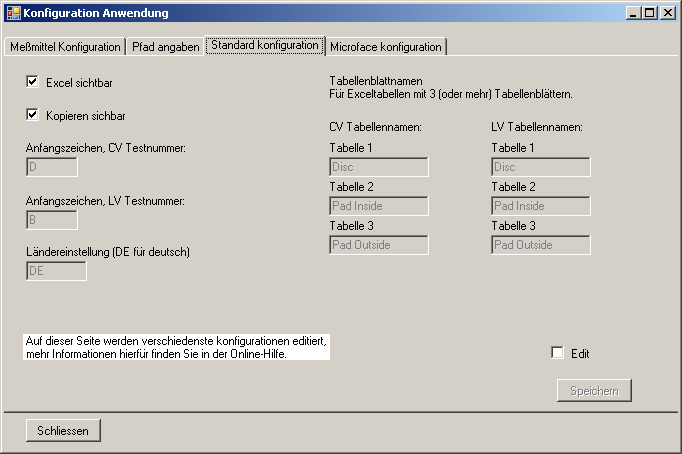 Konfiguration Anwendung
Meßmittel Konfiguration Pfad angaben Standard konfiguration Microface konfiguration
Excel sichtbar
Kopieren sichbar
Anfangszeichen, CV Testnummer:
D
Anfangszeichen, LV Testnummer:
B
Ländereinstellung (DE für deutsch)
DE
Tabellenblattnamen
Für Exceltabellen mit 3 (oder mehr) Tabellenblättern.
CV Tabellennamen: LV Tabellennamen:
Tabelle 1 Tabelle 1
Disc Disc
Tabelle 2 Tabelle 2
Pad Inside Pad Inside
Tabelle 3 Tabelle 3
Pad Outside Pad Outside
Auf dieser Seite werden verschiedenste konfigurationen editiert,
mehr Informationen hierfür finden Sie in der Online-Hilfe.
Edit
Speichern
Schliessen